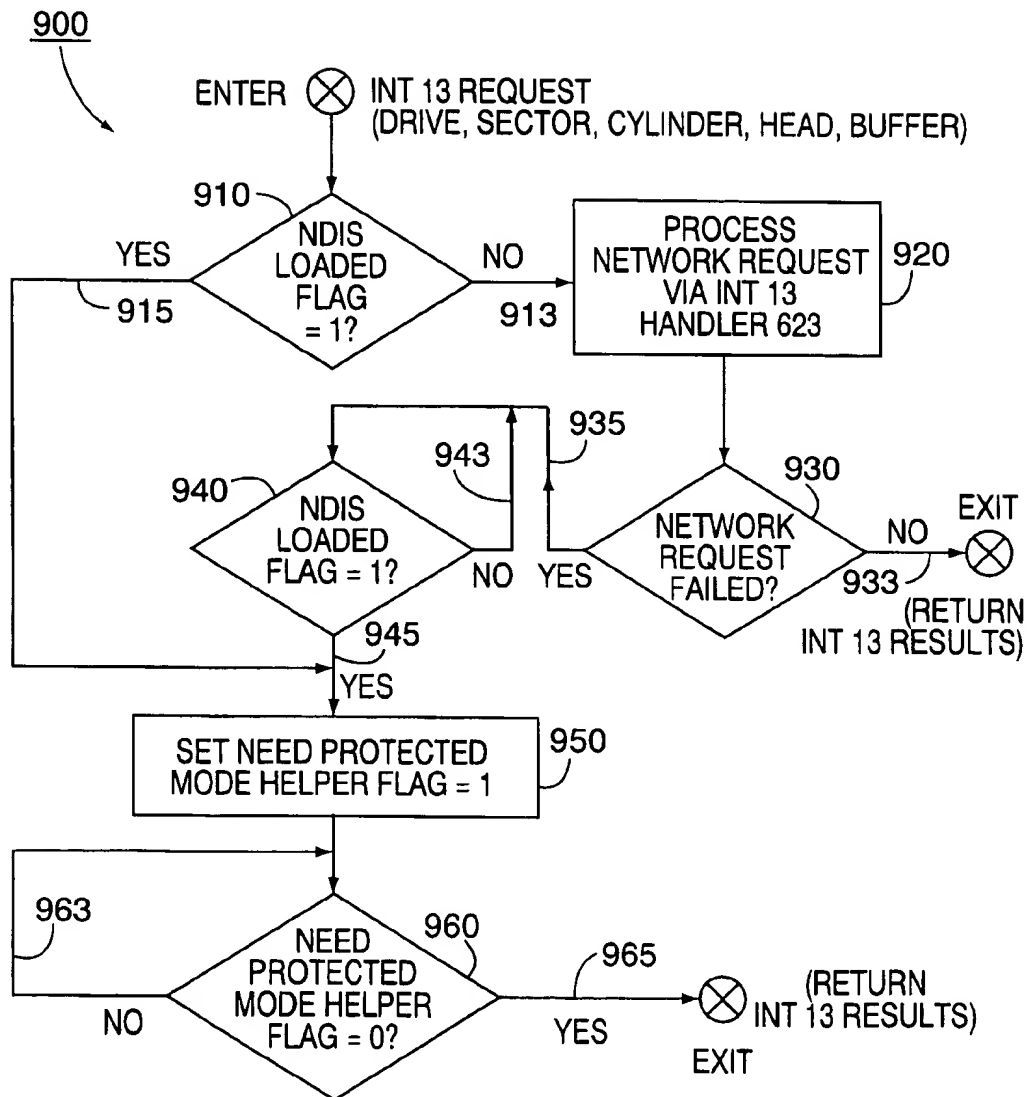 900
ENTER
INT 13 REQUEST
(DRIVE, SECTOR, CYLINDER, HEAD, BUFFER)
910
NDIS
LOADED
FLAG
= 1?
YES
915
NO
913
PROCESS
NETWORK REQUEST
VIA INT 13
HANDLER 623
920
935
943
940
NDIS
LOADED
FLAG = 1?
NO
YES
930
NETWORK
REQUEST
FAILED?
NO
933
EXIT
(RETURN
INT 13 RESULTS)
945
YES
SET NEED PROTECTED
MODE HELPER FLAG = 1
950
963
960
NEED
PROTECTED
MODE HELPER
FLAG = 0?
NO
965
YES
(RETURN
INT 13 RESULTS)
EXIT